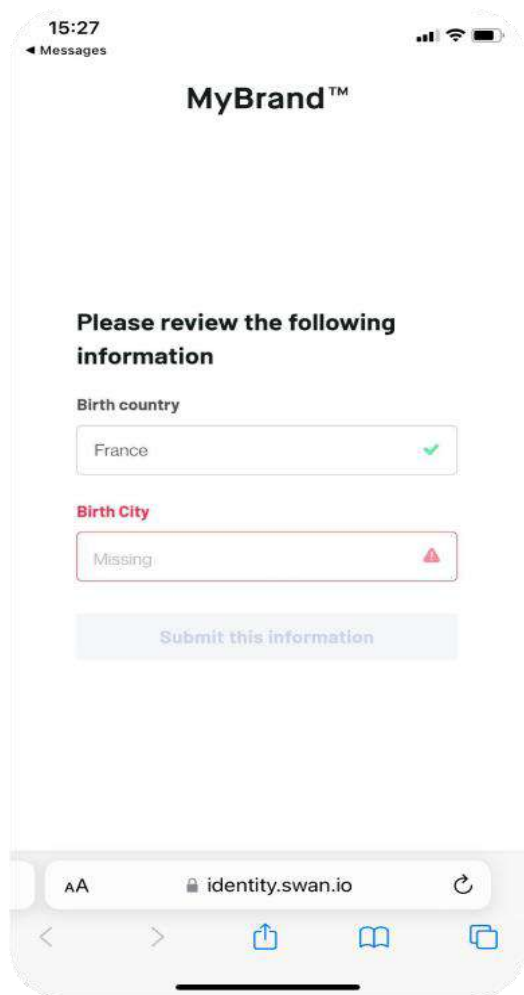 15:27
◀ Messages
MyBrand™
Please review the following
information
Birth country
France
Birth City
Missing
Submit this information
AA
identity.swan.io